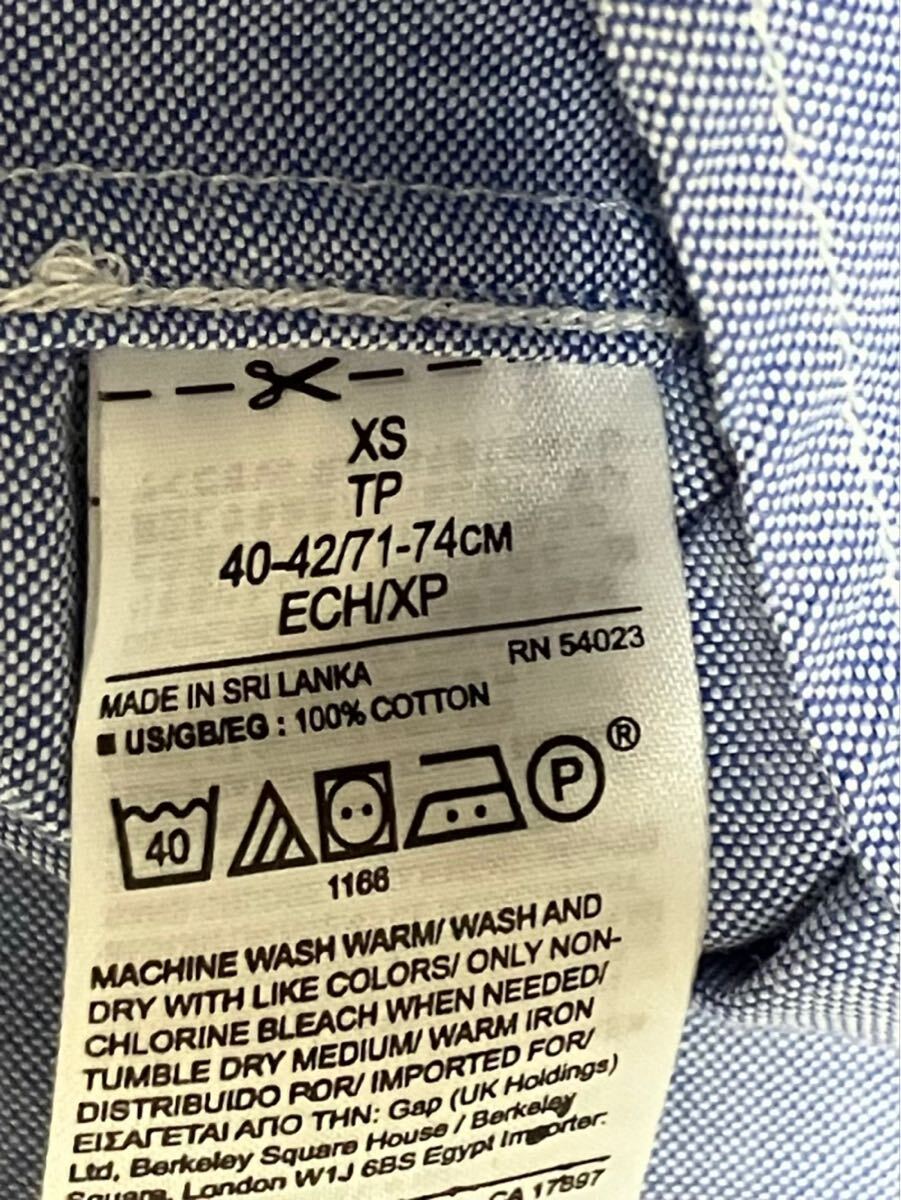 XS
TP
40-42/71-74CM
ECH/XP
RN 54023
MADE IN SRI LANKA
■ US/GB/EG : 100% COTTON
40 P ®
1166
MACHINE WASH WARM/ WASH AND
DRY WITH LIKE COLORS/ ONLY NON-
CHLORINE BLEACH WHEN NEEDED/
TUMBLE DRY MEDIUM/ WARM IRON
DISTRIBUIDO POR/ IMPORTED FOR/
ΕΙΣΑΓΕΤΑΙ ΑΠΟ ΤΗΝ: Gap (UK Holdings)
Ltd, Berkeley Square House / Berkeley
Square, London W1J 6BS Egypt Importer:
CA 17897